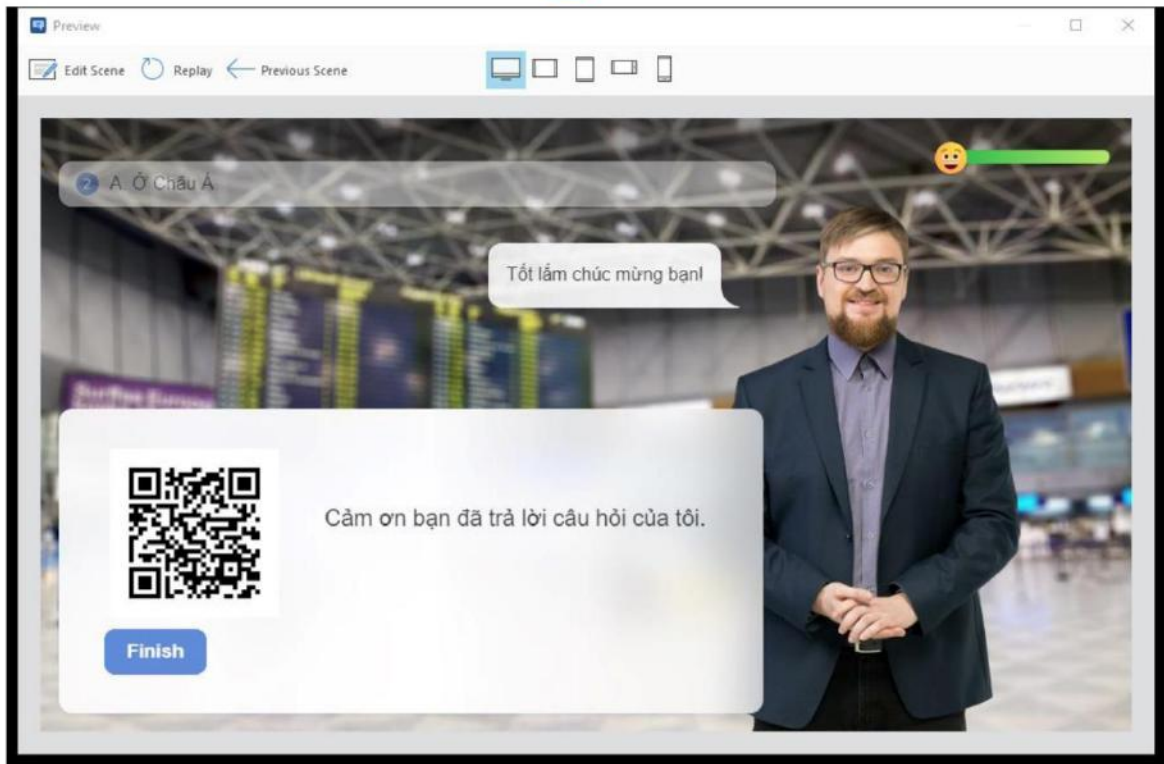 Preview
Edit Scene Replay Previous Scene
2 A. Ở Châu Á
Tốt lắm chúc mừng bạn!
Cảm ơn bạn đã trả lời câu hỏi của tôi.
Finish